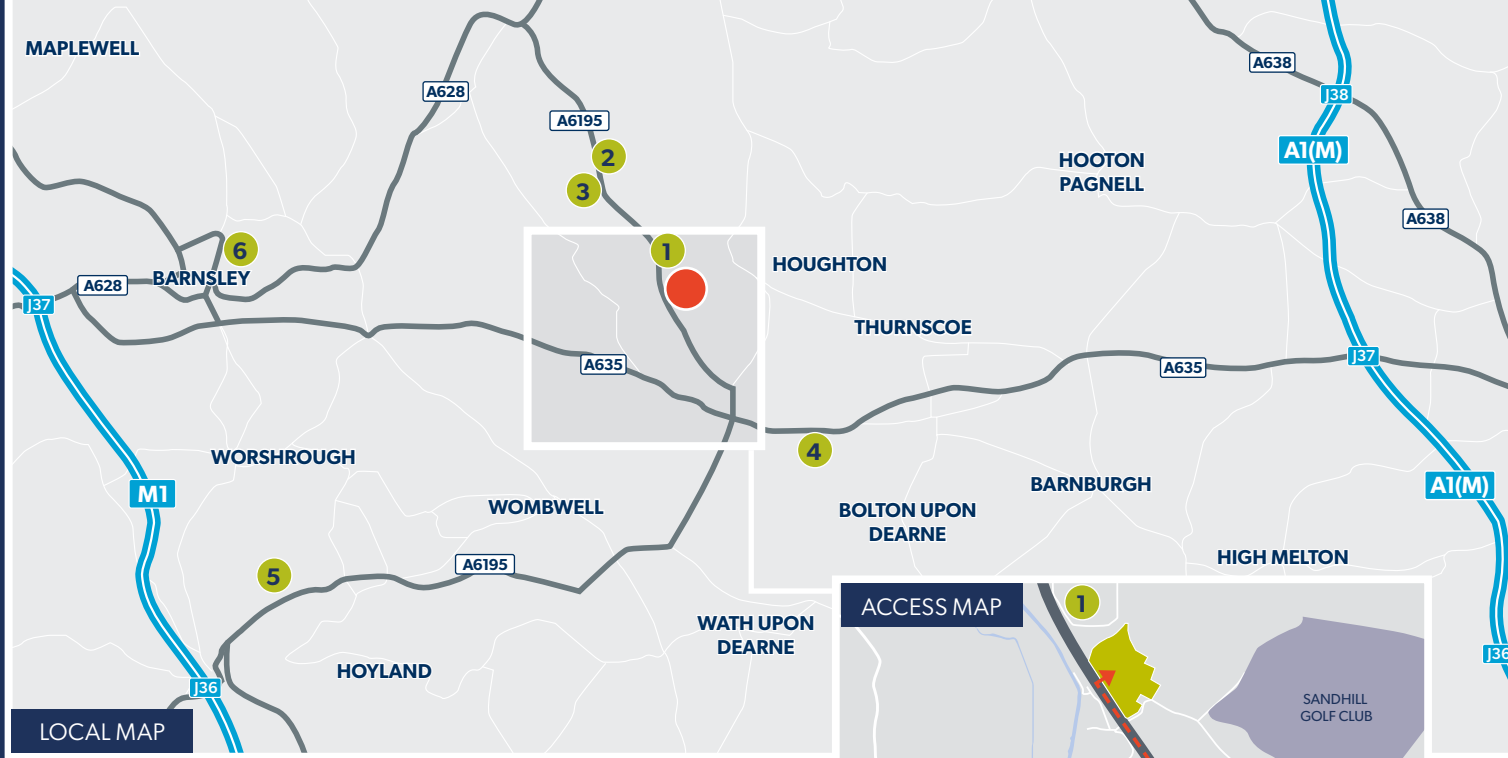 MAPLEWELL
A628
A638
J38
A6195
A1(M)
2
HOOTON
PAGNELL
3
A638
6
1
BARNSLEY
HOUGHTON
A628
J37
THURNSCOE
J37
A635
A635
4
WORSHROUGH
BARNBURGH
A1(M)
M1
WOMBWELL
BOLTON UPON
DEARNE
HIGH MELTON
A6195
5
ACCESS MAP
1
WATH UPON
DEARNE
J36
HOYLAND
J36
SANDHILL
GOLF CLUB
LOCAL MAP